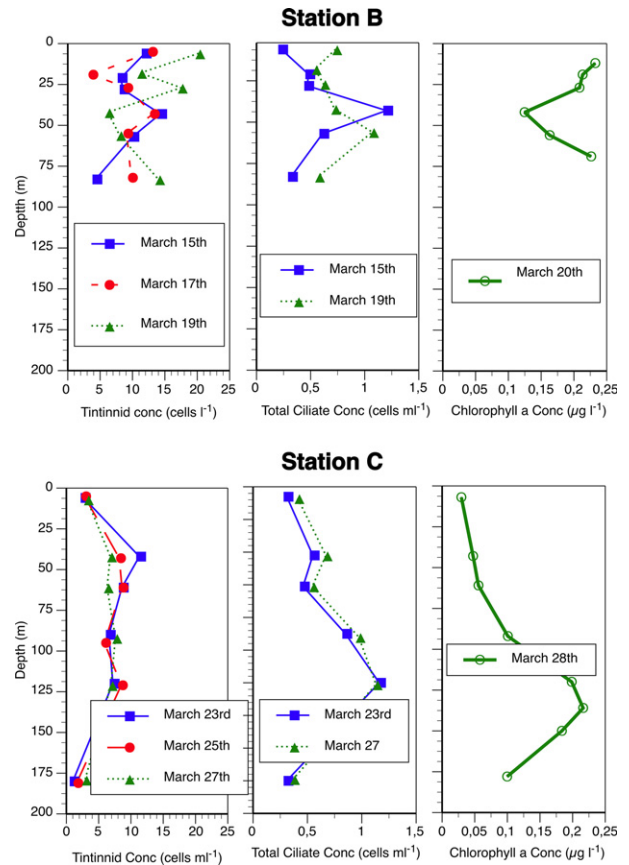 Station B
0
25
50
75
100
125
150
175
200
Depth (m)
March 15th
March 17th
March 19th
0 5 10 15 20 25
Tintinnid conc (cells l-1)
March 15th
March 19th
0 0,5 1 1,5
Total Ciliate Conc (cells ml-1)
March 20th
0 0,05 0,1 0,15 0,2 0,25
Chlorophyll a Conc (µg l-1)
Station C
0
25
50
75
100
125
150
175
200
Depth (m)
March 23rd
March 25th
March 27th
0 5 10 15 20 25
Tintinnid Conc (cells ml-1)
March 23rd
March 27
0 0,5 1 1,5
Total Ciliate Conc (cells ml-1)
March 28th
0 0,05 0,1 0,15 0,2 0,25
Chlorophyll a Conc (µg l-1)